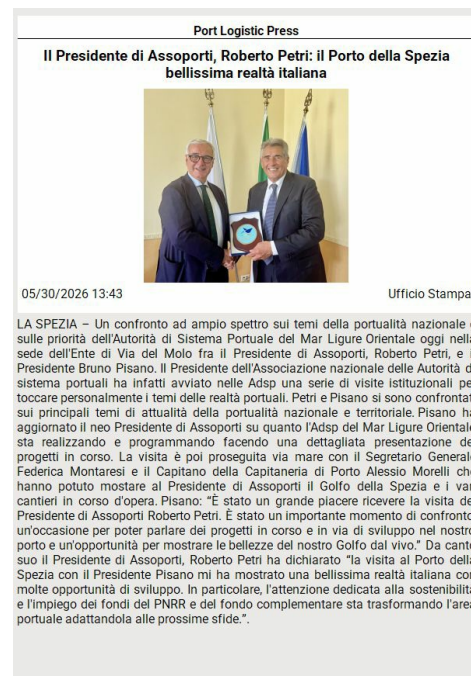 Port Logistic Press
Il Presidente di Assoporti, Roberto Petri: il Porto della Spezia
bellissima realtà italiana
05/30/2026 13:43
Ufficio Stampa
LA SPEZIA – Un confronto ad ampio spettro sui temi della portualità nazionale
sulle priorità dell'Autorità di Sistema Portuale del Mar Ligure Orientale oggi nella
sede dell'Ente di Via del Molo fra il Presidente di Assoporti, Roberto Petri, e
Presidente Bruno Pisano. Il Presidente dell'Associazione nazionale delle Autorità di
sistema portuali ha infatti avviato nelle Adsp una serie di visite istituzionali per
toccare personalmente i temi delle realtà portuali. Petri e Pisano si sono confrontati
sui principali temi di attualità della portualità nazionale e territoriale. Pisano ha
aggiornato il neo Presidente di Assoporti su quanto l'Adsp del Mar Ligure Orientale
sta realizzando e programmando facendo una dettagliata presentazione dei
progetti in corso. La visita è poi proseguita via mare con il Segretario Generale
Federica Montaresi e il Capitano della Capitaneria di Porto Alessio Morelli che
hanno potuto mostare al Presidente di Assoporti il Golfo della Spezia e i vari
cantieri in corso d'opera. Pisano: “È stato un grande piacere ricevere la visita del
Presidente di Assoporti Roberto Petri. È stato un importante momento di confronto,
un'occasione per poter parlare dei progetti in corso e in via di sviluppo nel nostro
porto e un'opportunità per mostrare le bellezze del nostro Golfo dal vivo.” Da canto
suo il Presidente di Assoporti, Roberto Petri ha dichiarato “la visita al Porto della
Spezia con il Presidente Pisano mi ha mostrato una bellissima realtà italiana con
molte opportunità di sviluppo. In particolare, l'attenzione dedicata alla sostenibilità
e l'impiego dei fondi del PNRR e del fondo complementare sta trasformando l'area
portuale adattandola alle prossime sfide.”.